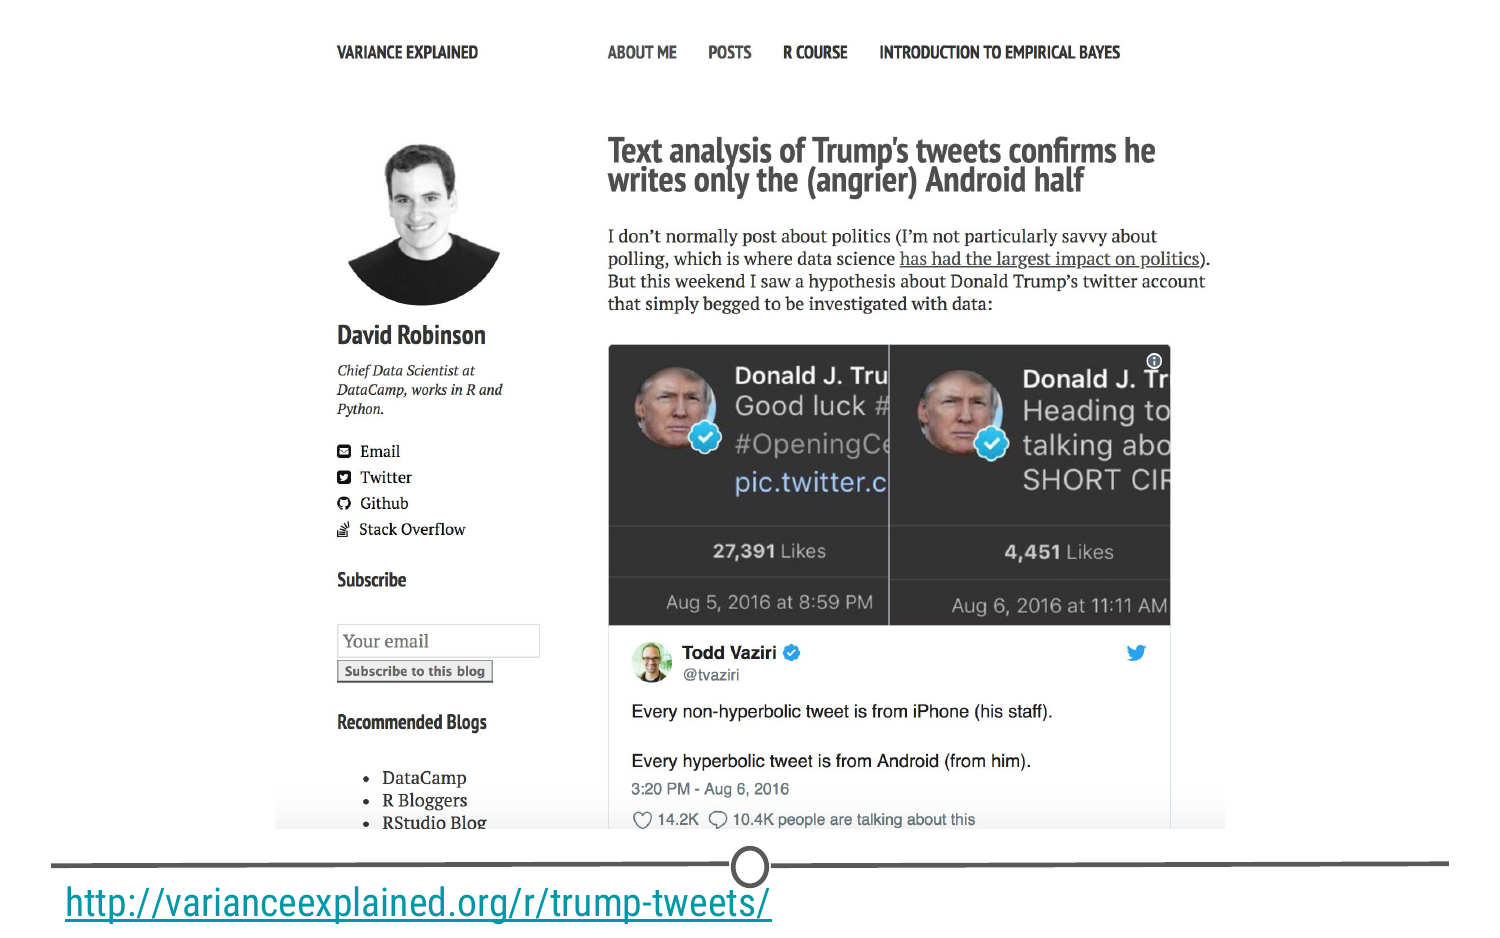 VARIANCE EXPLAINED
ABOUT ME POSTS R COURSE INTRODUCTION TO EMPIRICAL BAYES
David Robinson
Chief Data Scientist at
DataCamp, works in R and
Python.
Email
Twitter
Github
Stack Overflow
Subscribe
Your email
Subscribe to this blog
Recommended Blogs
• DataCamp
• R Bloggers
• RStudio Blog
Text analysis of Trump's tweets confirms he
writes only the (angrier) Android half
I don't normally post about politics (I'm not particularly savvy about
polling, which is where data science has had the largest impact on politics).
But this weekend I saw a hypothesis about Donald Trump's twitter account
that simply begged to be investigated with data:
Donald J. Tru
Good luck #
#OpeningCe
pic.twitter.c
27,391 Likes
Aug 5, 2016 at 8:59 PM
Donald J. Tr
Heading to
talking abo
SHORT CIR
4,451 Likes
Aug 6, 2016 at 11:11 AM
Todd Vaziri
@tvaziri
Every non-hyperbolic tweet is from iPhone (his staff).
Every hyperbolic tweet is from Android (from him).
3:20 PM - Aug 6, 2016
14.2K 10.4K people are talking about this
http://varianceexplained.org/r/trump-tweets/